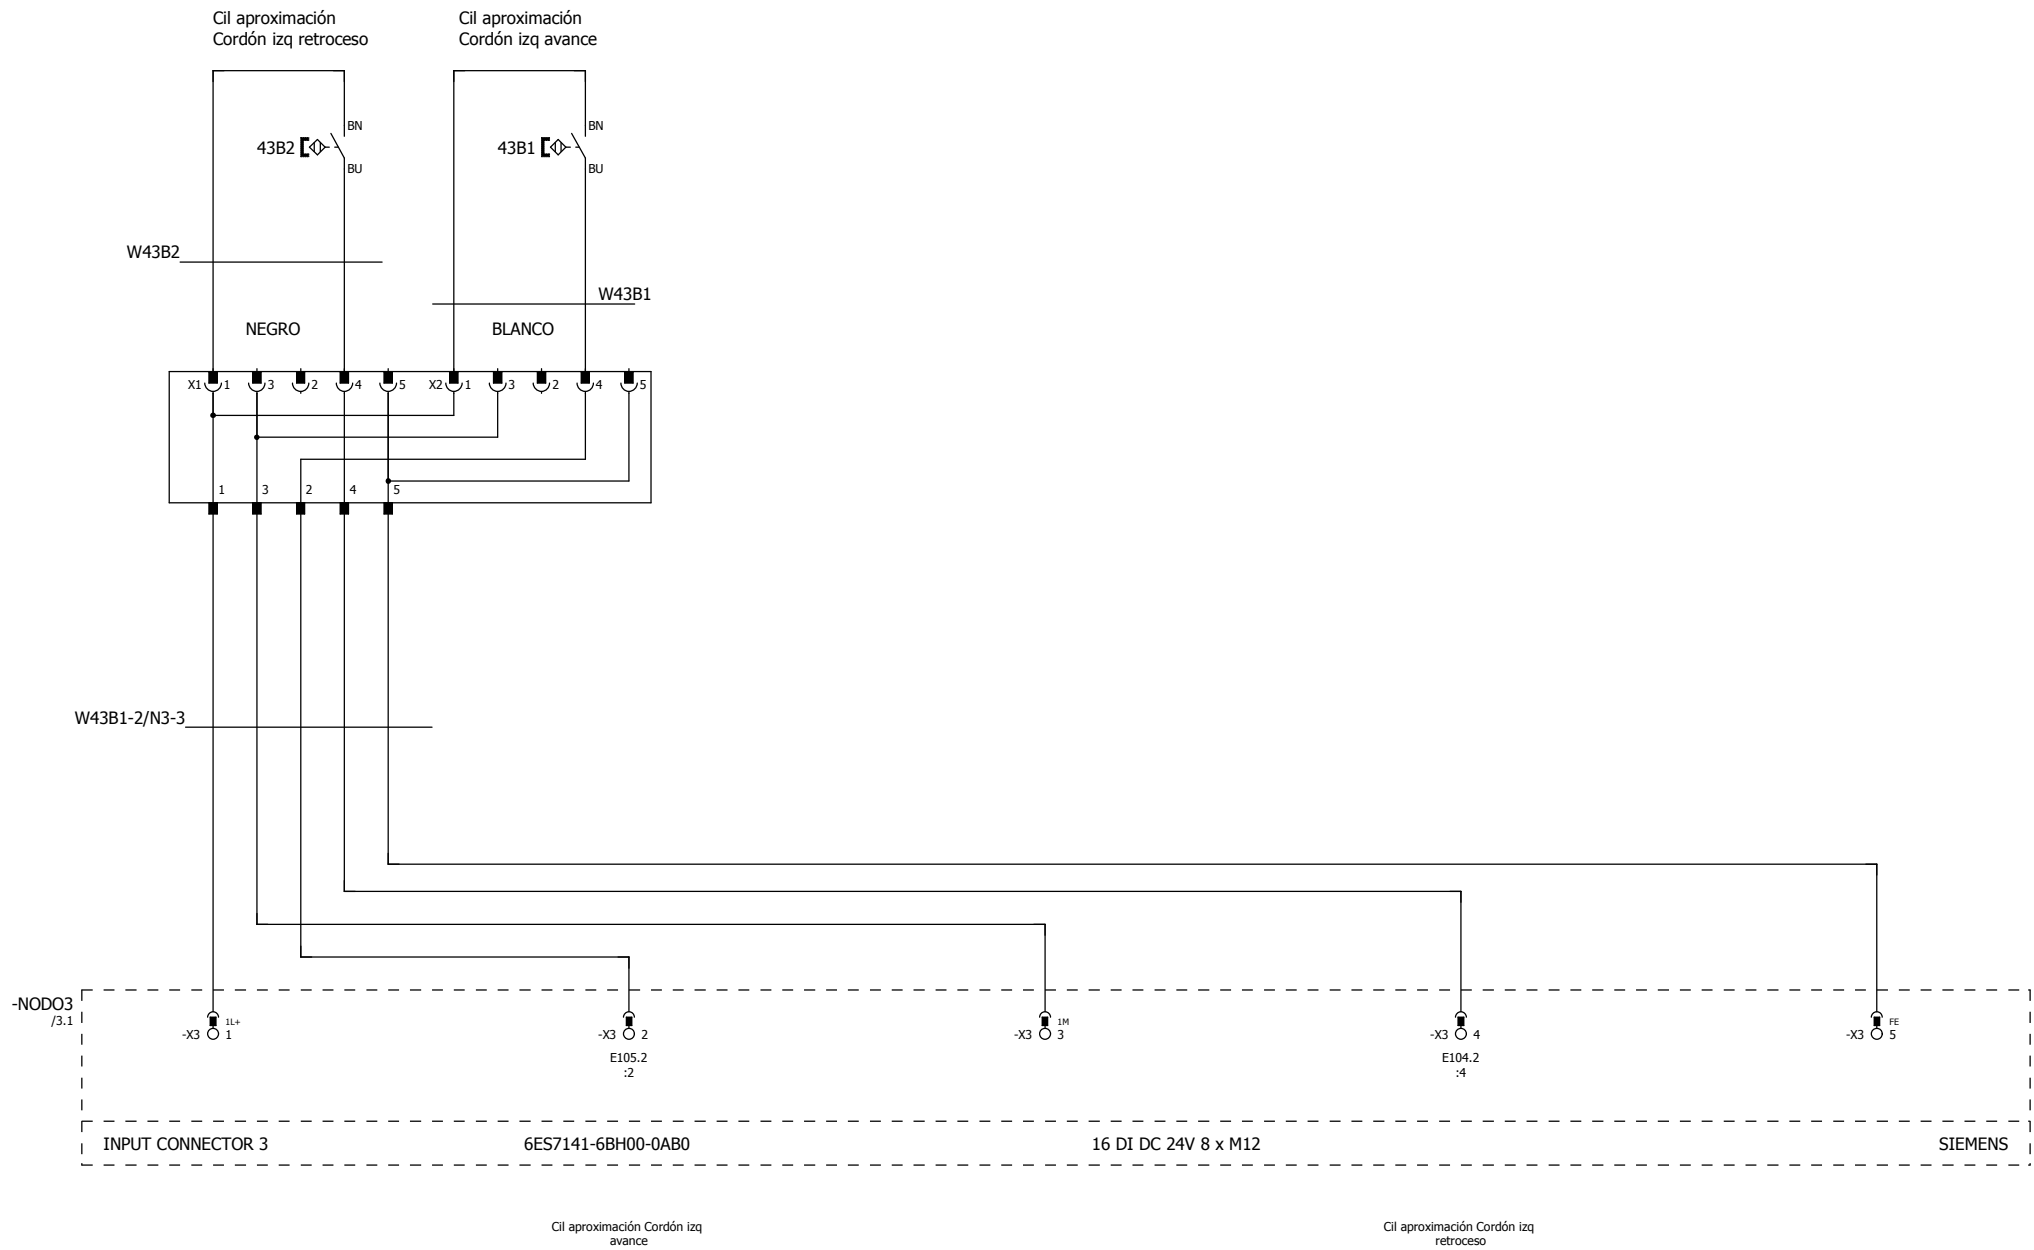 Cil aproximación
Cordón izq retroceso
Cil aproximación
Cordón izq avance
BN
BN
43B2
43B1
BU
BU
W43B2
W43B1
NEGRO
BLANCO
X1 1 3 2 4 5 X2 1 3 2 4 5
1 3 2 4 5
W43B1-2/N3-3
-NODO3
/3.1
1L+
1M
FE
-X3 1
-X3 2
-X3 3
-X3 4
-X3 5
E105.2
:2
E104.2
:4
INPUT CONNECTOR 3
6ES7141-6BH00-0AB0
16 DI DC 24V 8 x M12
SIEMENS
Cil aproximación Cordón izq
avance
Cil aproximación Cordón izq
retroceso